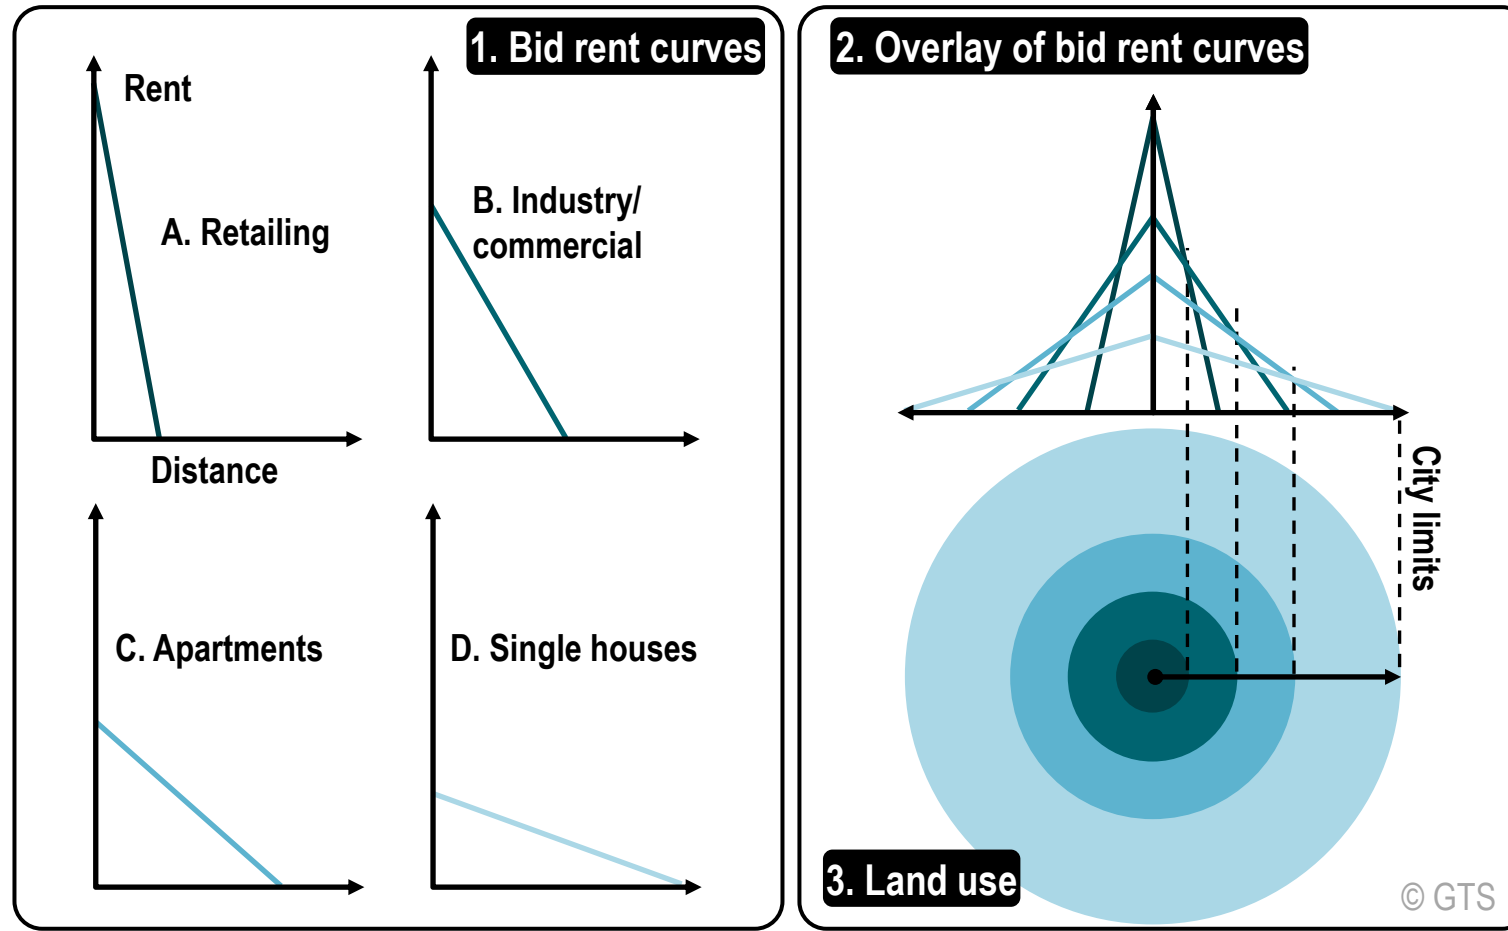 1. Bid rent curves
Rent
A. Retailing
B. Industry/
commercial
Distance
C. Apartments
D. Single houses
2. Overlay of bid rent curves
City limits
3. Land use
© GTS